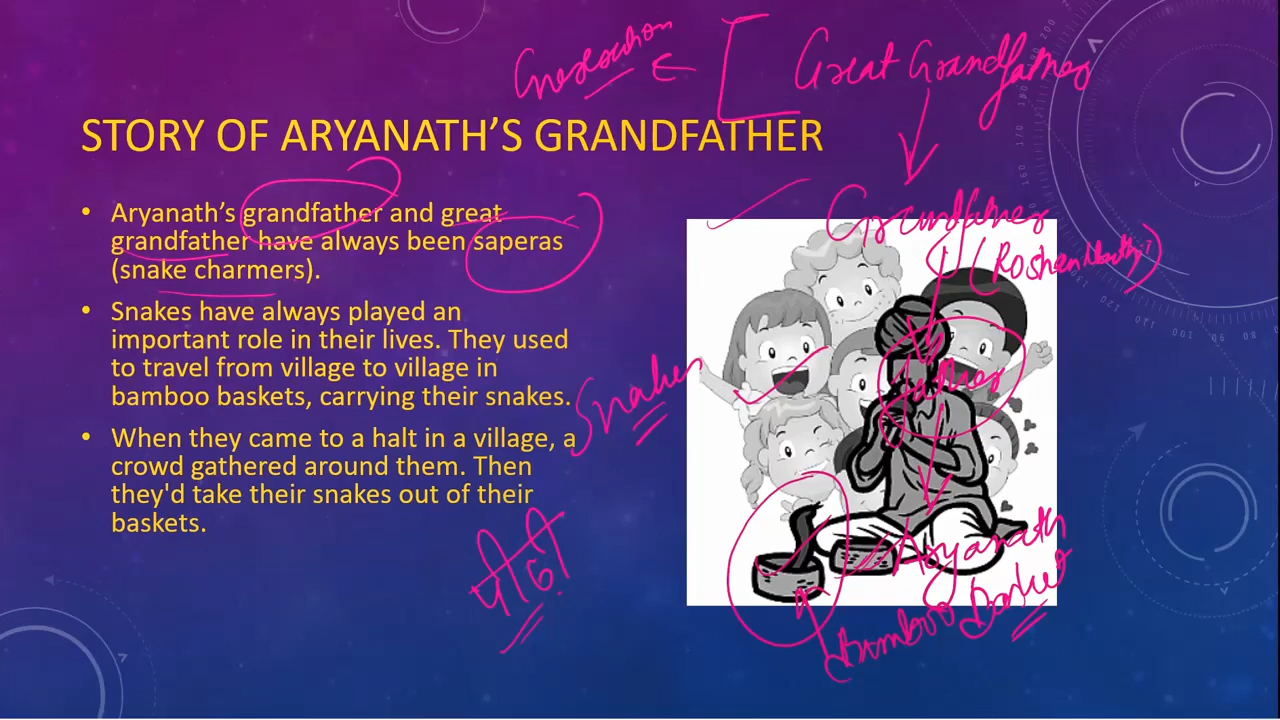 Generation
Great Grandfather
STORY OF ARYANATH'S GRANDFATHER
Grandfather
• Aryanath's grandfather and great
grandfather have always been saperas
(snake charmers).
• Snakes have always played an
important role in their lives. They used
to travel from village to village in
bamboo baskets, carrying their snakes.
• When they came to a halt in a village, a
crowd gathered around them. Then
they'd take their snakes out of their
baskets.
Snakes
Father
Aryanath
Bamboo Basket